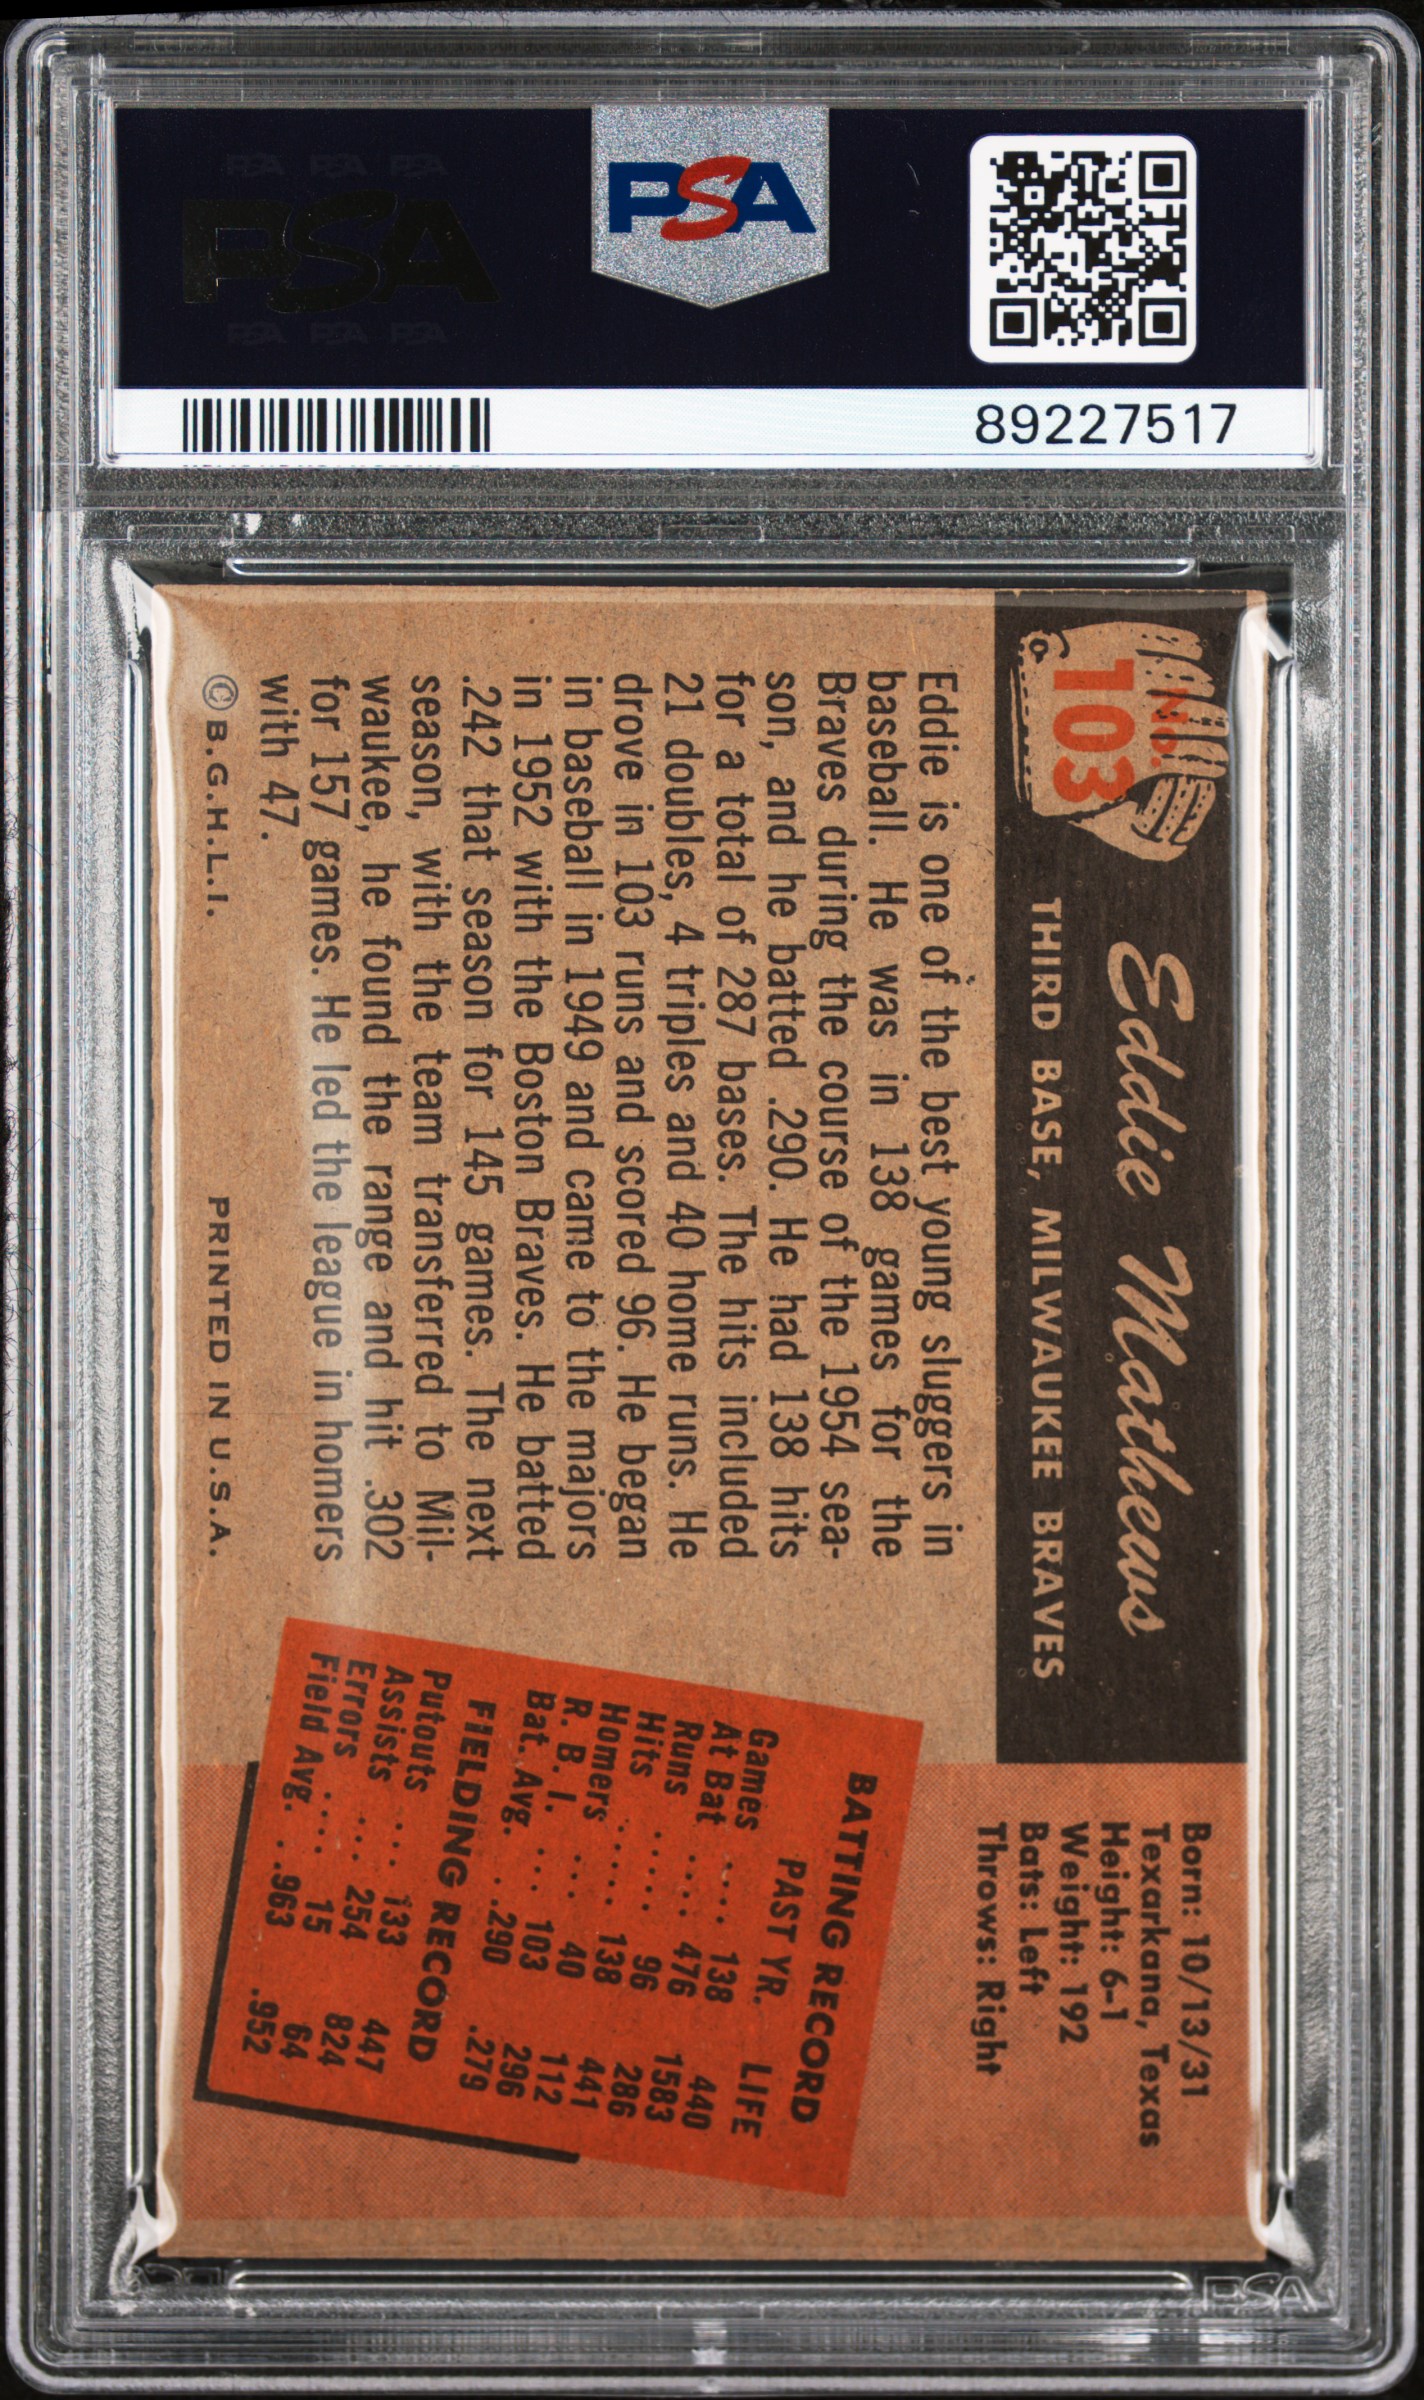 PSA PSA PSA
PSA
PSA PSA PSA
PSA
89227517
No.
103
Eddie Mathews
THIRD BASE, MILWAUKEE BRAVES
Born: 10/13/31
Texarkana, Texas
Height: 6-1
Weight: 192
Bats: Left
Throws: Right
Eddie is one of the best young sluggers in
baseball. He was in 138 games for the
Braves during the course of the 1954 sea-
son, and he batted .290. He had 138 hits
for a total of 287 bases. The hits included
21 doubles, 4 triples and 40 home runs. He
drove in 103 runs and scored 96. He began
in baseball in 1949 and came to the majors
in 1952 with the Boston Braves. He batted
.242 that season for 145 games. The next
season, with the team transferred to Mil-
waukee, he found the range and hit .302
for 157 games. He led the league in homers
with 47.
BATTING RECORD
PAST YR. LIFE
Games .... 138 440
At Bat .... 476 1583
Runs ..... 96 286
Hits ..... 138 441
Homers ... 40 112
R. B. I. ... 103 296
Bat. Avg. . .290 .279
FIELDING RECORD
Putouts ... 133 447
Assists ... 254 824
Errors .... 15 64
Field Avg. . .963 .952
© B.G.H.L.I. PRINTED IN U.S.A.
PSA